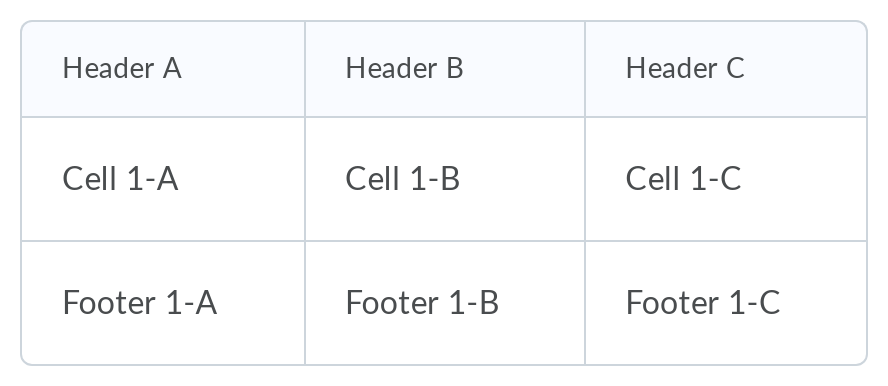 Header A Header B Header C
Cell 1-A Cell 1-B Cell 1-C
Footer 1-A Footer 1-B Footer 1-C